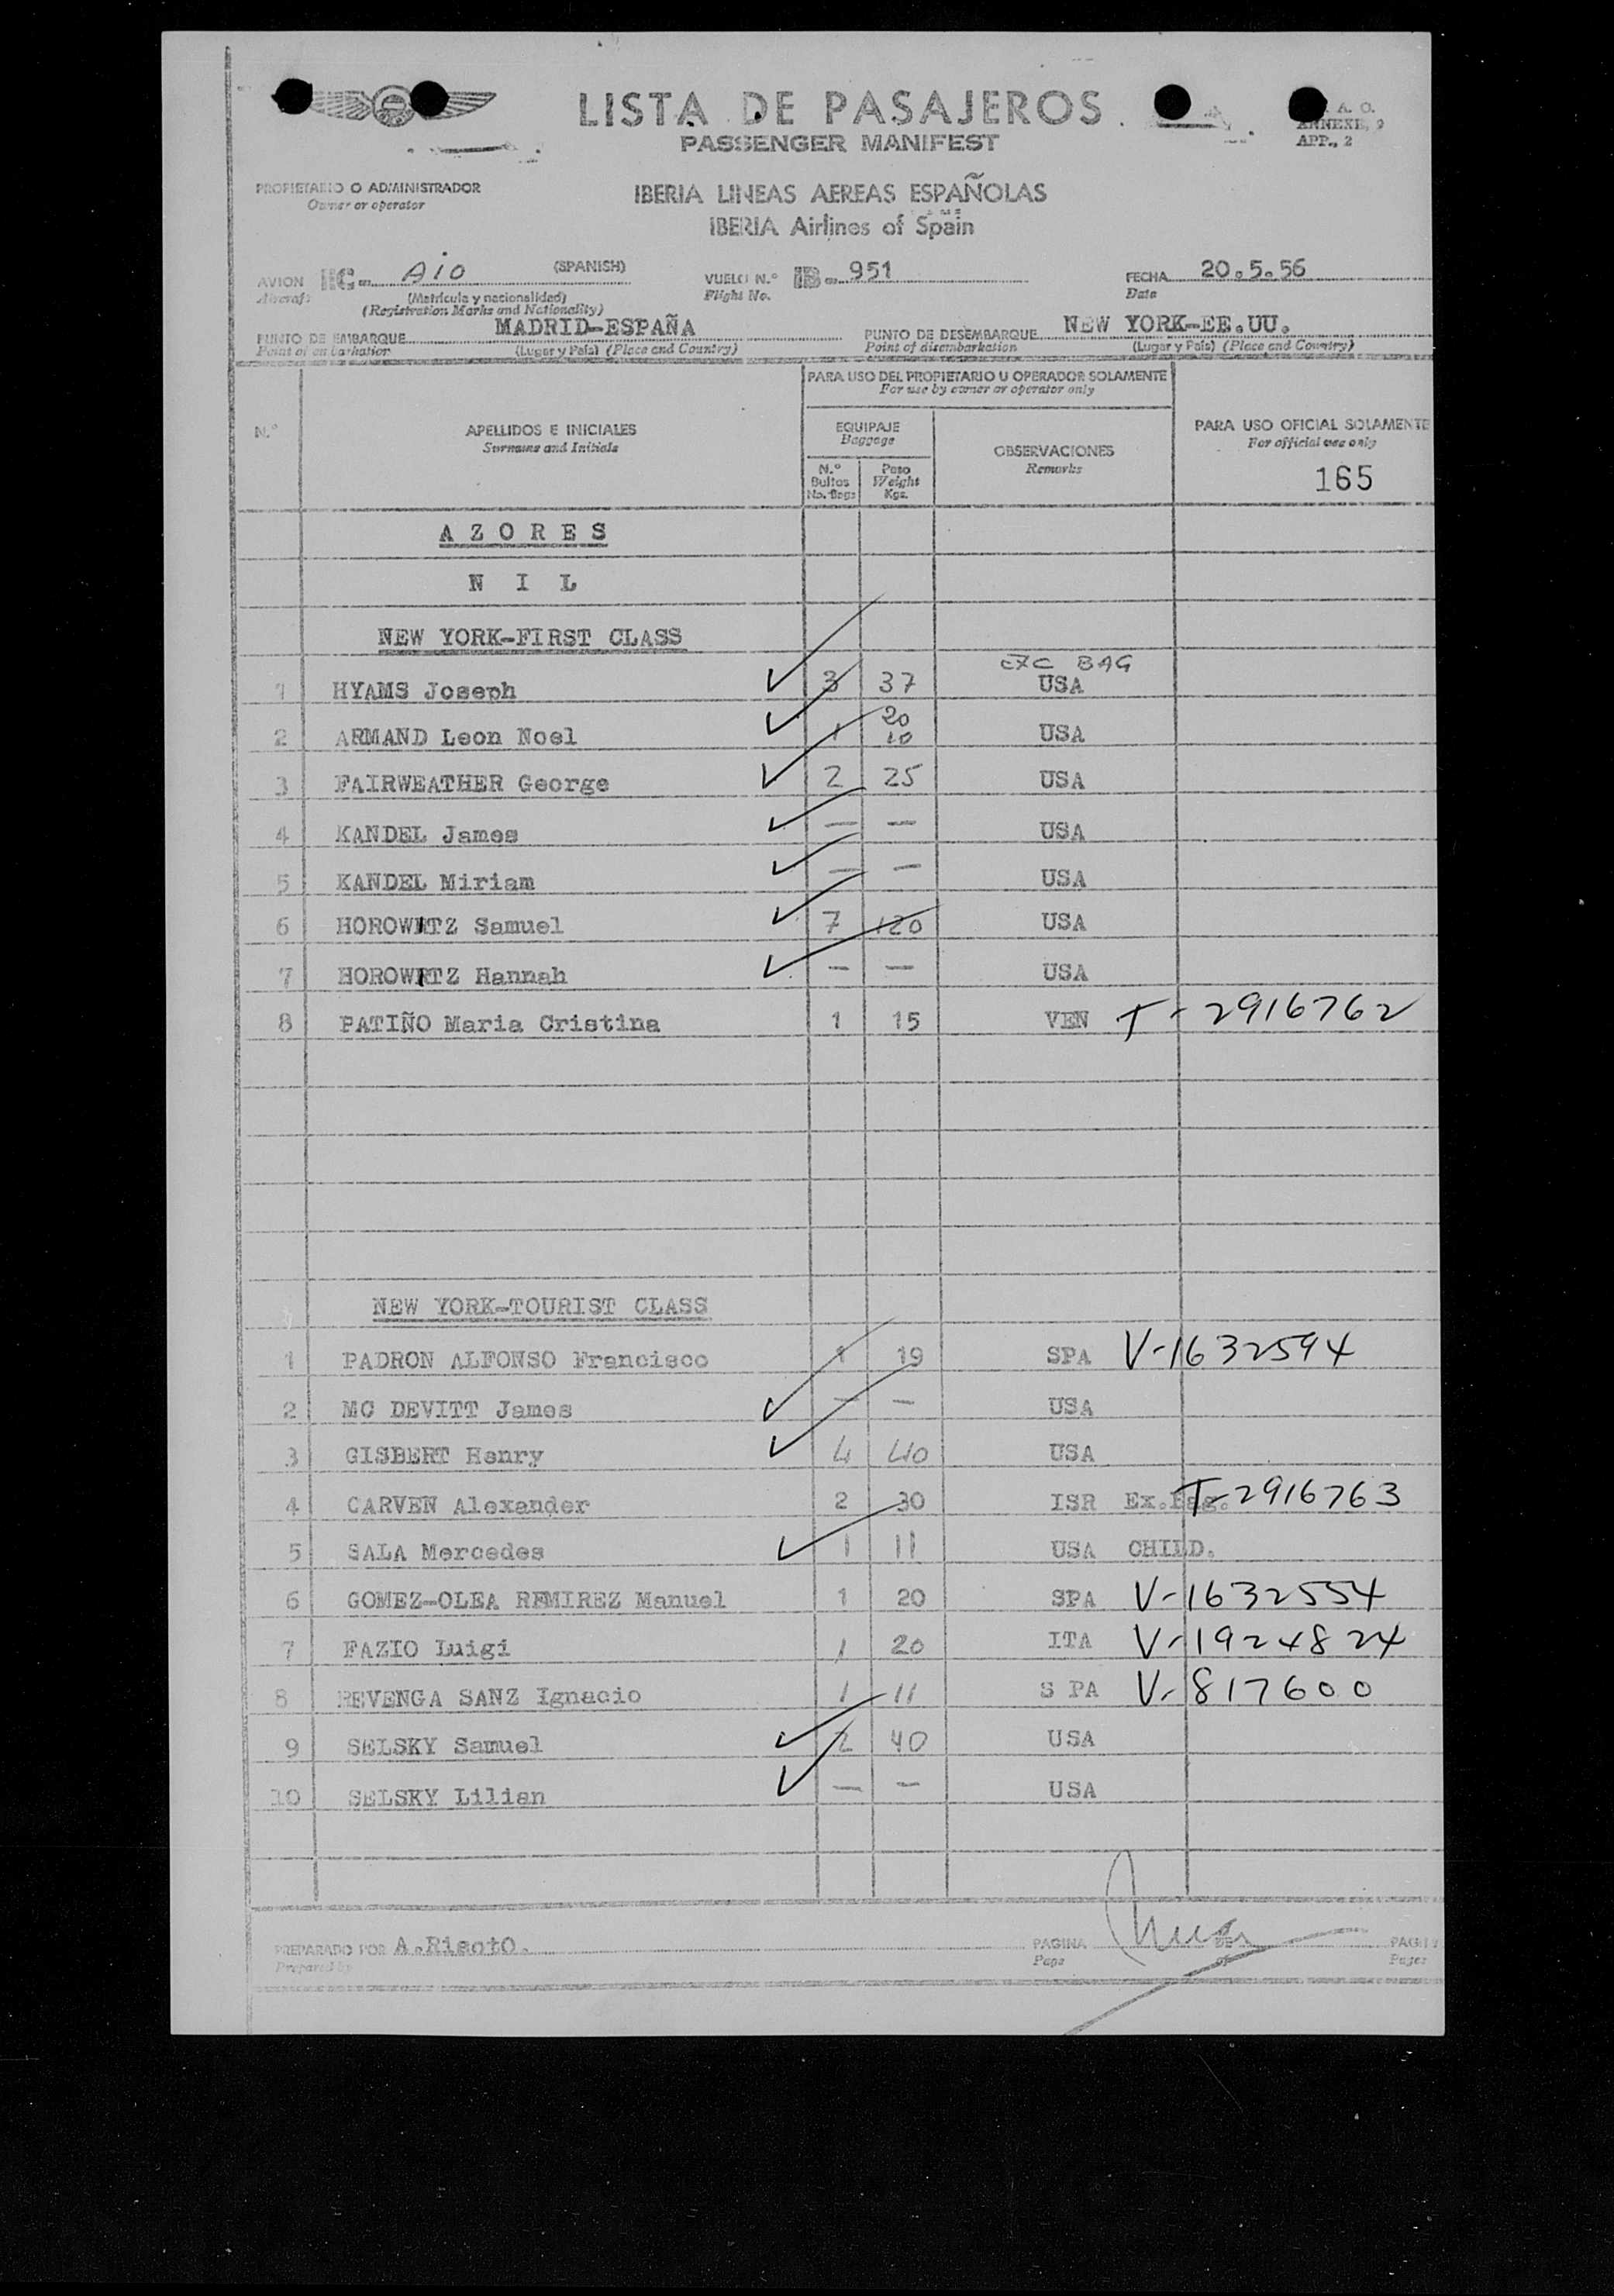 LISTA DE PASAJEROS
PASSENGER MANIFEST
A. O.
ANNEXE, 9
APP., 2
PROPIETARIO O ADMINISTRADOR
Owner or operator
IBERIA LINEAS AEREAS ESPAÑOLAS
IBERIA Airlines of Spain
AVION EC- AIO (SPANISH) VUELO N.° IB- 951 FECHA 20.5.56
Aircraft (Matrícula y nacionalidad) Flight No. Date
(Registration Marks and Nationality)
PUNTO DE EMBARQUE MADRID-ESPAÑA PUNTO DE DESEMBARQUE NEW YORK-EE.UU.
Point of embarkation (Lugar y País) (Place and Country) Point of disembarkation (Lugar y País) (Place and Country)
PARA USO DEL PROPIETARIO U OPERADOR SOLAMENTE
For use by owner or operator only
N.° APELLIDOS E INICIALES EQUIPAJE OBSERVACIONES PARA USO OFICIAL SOLAMENTE
Surname and Initials Baggage Remarks For official use only
N.° Bultos Peso
No. Bags Weight Kgs.
165
AZORES
NIL
NEW YORK-FIRST CLASS
EXC BAG
1 HYAMS Joseph 3 37 USA
2 ARMAND Leon Noel 1 20 10 USA
3 FAIRWEATHER George 2 25 USA
4 KANDEL James — — USA
5 KANDEL Miriam — — USA
6 HOROWITZ Samuel 7 120 USA
7 HOROWITZ Hannah — — USA
8 PATIÑO Maria Cristina 1 15 VEN T-2916762
NEW YORK-TOURIST CLASS
1 PADRON ALFONSO Francisco 1 19 SPA V-1632594
2 MC DEVITT James — — USA
3 GISBERT Henry 4 40 USA
4 CARVEN Alexander 2 30 ISR Ex.Bag. T-2916763
5 SALA Mercedes 1 11 USA CHILD.
6 GOMEZ-OLEA REMIREZ Manuel 1 20 SPA V-1632554
7 FAZIO Luigi 1 20 ITA V-1924824
8 REVENGA SANZ Ignacio 1 11 S PA V-817600
9 SELSKY Samuel 2 40 USA
10 SELSKY Lilian — — USA
PREPARADO POR A.RisotO. PAGINA DE
Prepared by Page of Pages